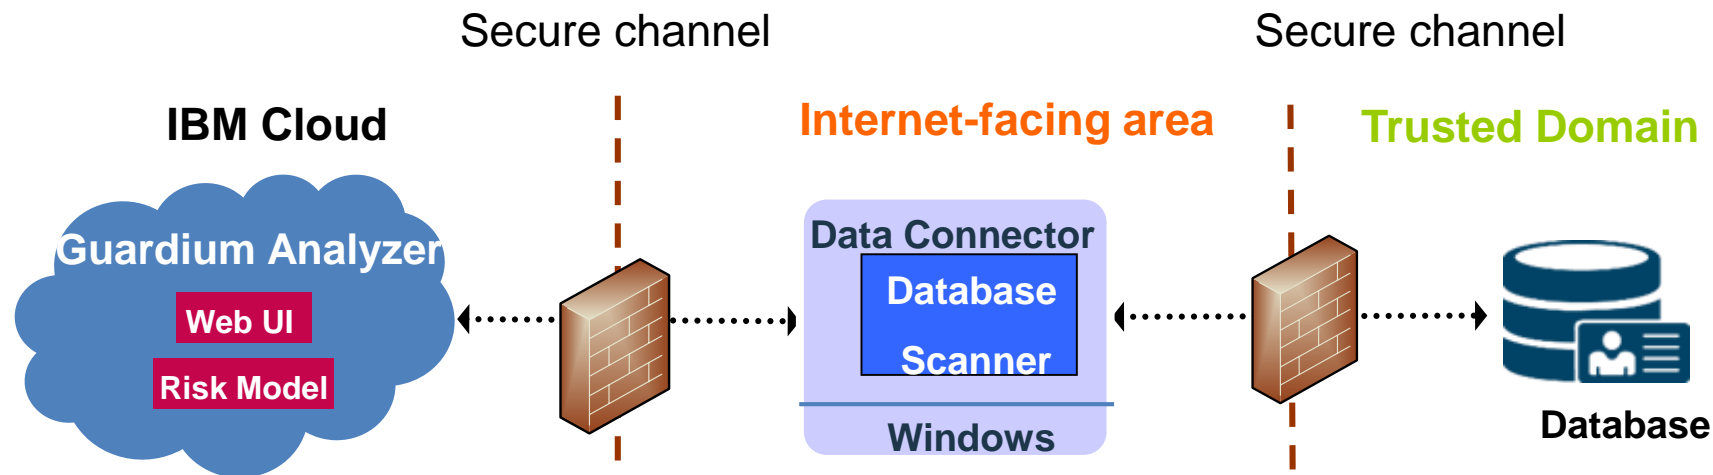 Secure channel
Secure channel
IBM Cloud
Internet-facing area
Trusted Domain
Guardium Analyzer
Web UI
Risk Model
Data Connector
Database
Scanner
Windows
Database